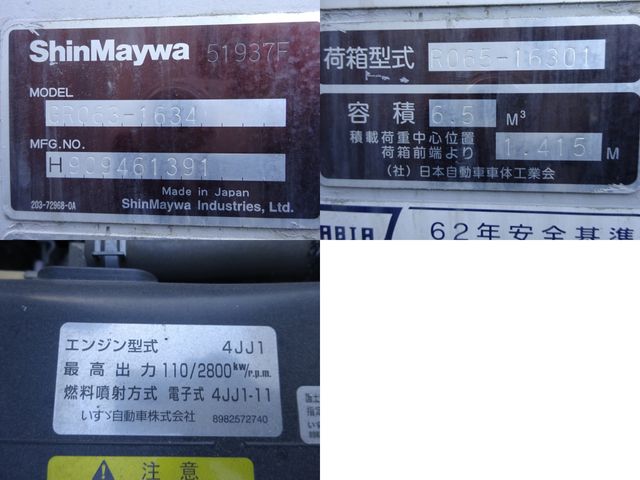 ShinMaywa 51937F
MODEL
GR063-1634
MFG.NO.
H909461391
Made in Japan
203-72968-0A ShinMaywa Industries, Ltd.
荷箱型式 R065-16301
容積 6.5 M³
積載荷重中心位置
荷箱前端より 1.415 M
(社)日本自動車車体工業会
ABIA 62年安全基準
エンジン型式 4JJ1
最高出力 110/2800 kW/r.p.m.
燃料噴射方式 電子式 4JJ1-11
いすゞ自動車株式会社 8982572740
注意